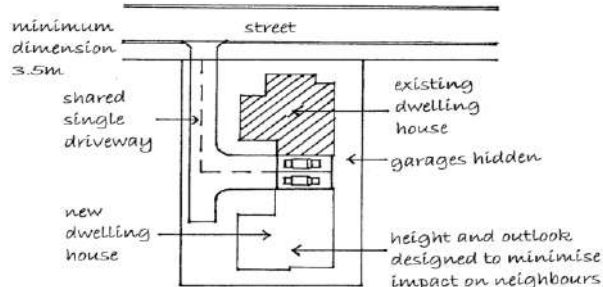 minimum
dimension
3.5m
street
shared
single
driveway
existing
dwelling
house
garages hidden
new
dwelling
house
height and outlook
designed to minimise
impact on neighbours